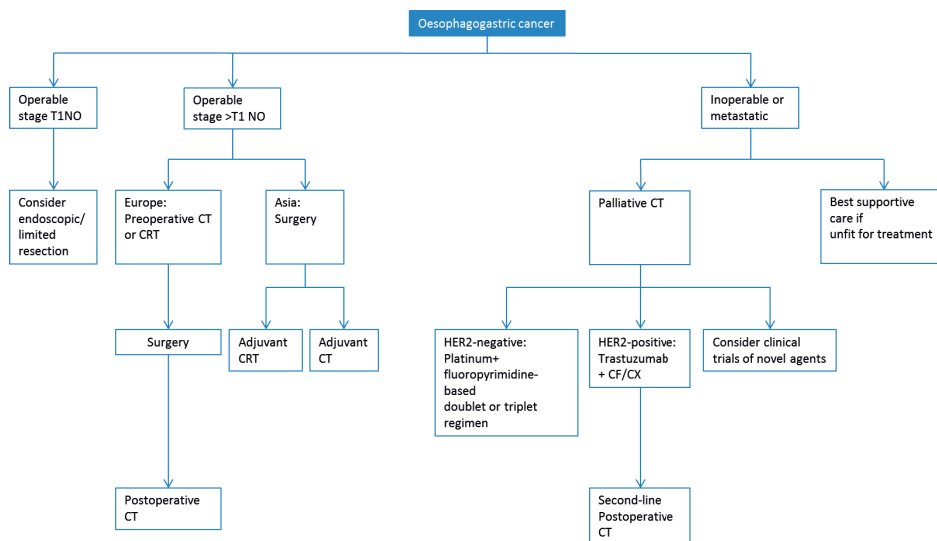 Oesophagogastric cancer
Operable
stage T1NO
Operable
stage >T1 NO
Inoperable or
metastatic
Consider
endoscopic/
limited
resection
Europe:
Preoperative CT
or CRT
Asia:
Surgery
Palliative CT
Best supportive
care if
unfit for treatment
Surgery
Adjuvant
CRT
Adjuvant
CT
HER2-negative:
Platinum+
fluoropyrimidine-
based
doublet or triplet
regimen
HER2-positive:
Trastuzumab
+ CF/CX
Consider clinical
trials of novel agents
Postoperative
CT
Second-line
Postoperative
CT